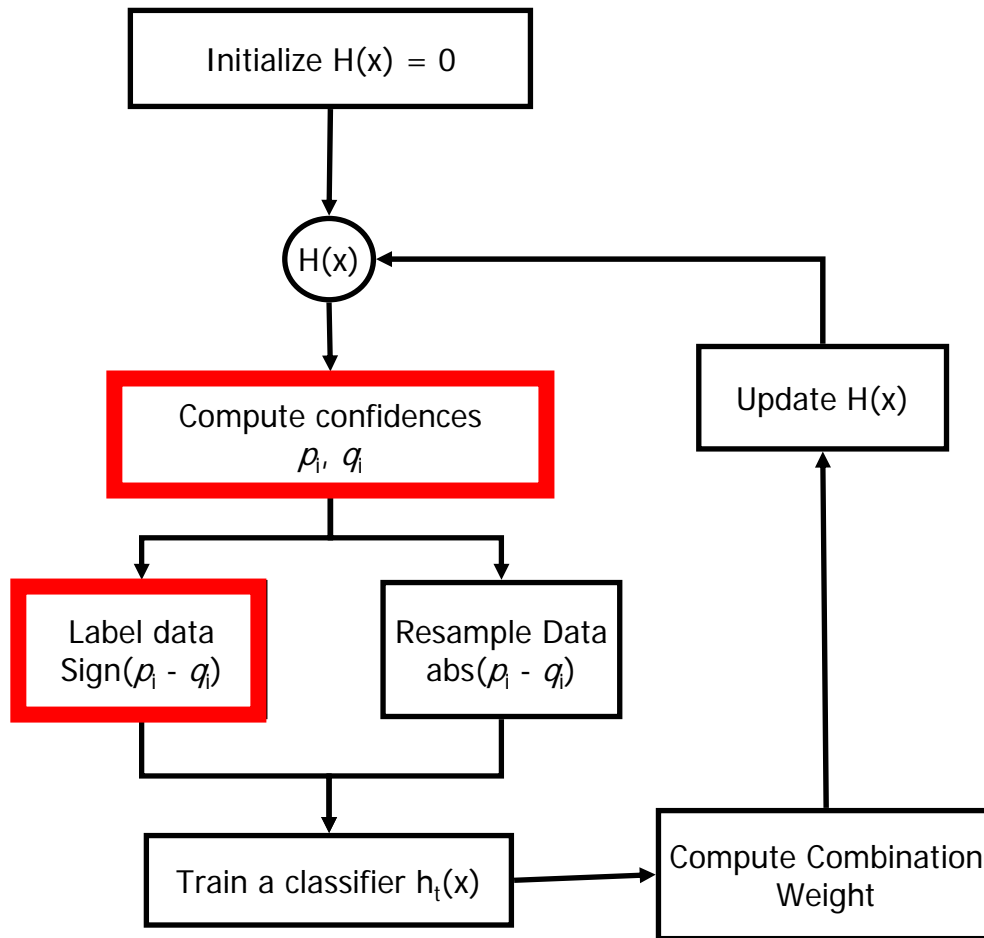 Initialize H(x) = 0
H(x)
Compute confidences
pᵢ, qᵢ
Update H(x)
Label data
Sign(pᵢ - qᵢ)
Resample Data
abs(pᵢ - qᵢ)
Train a classifier hₜ(x)
Compute Combination
Weight